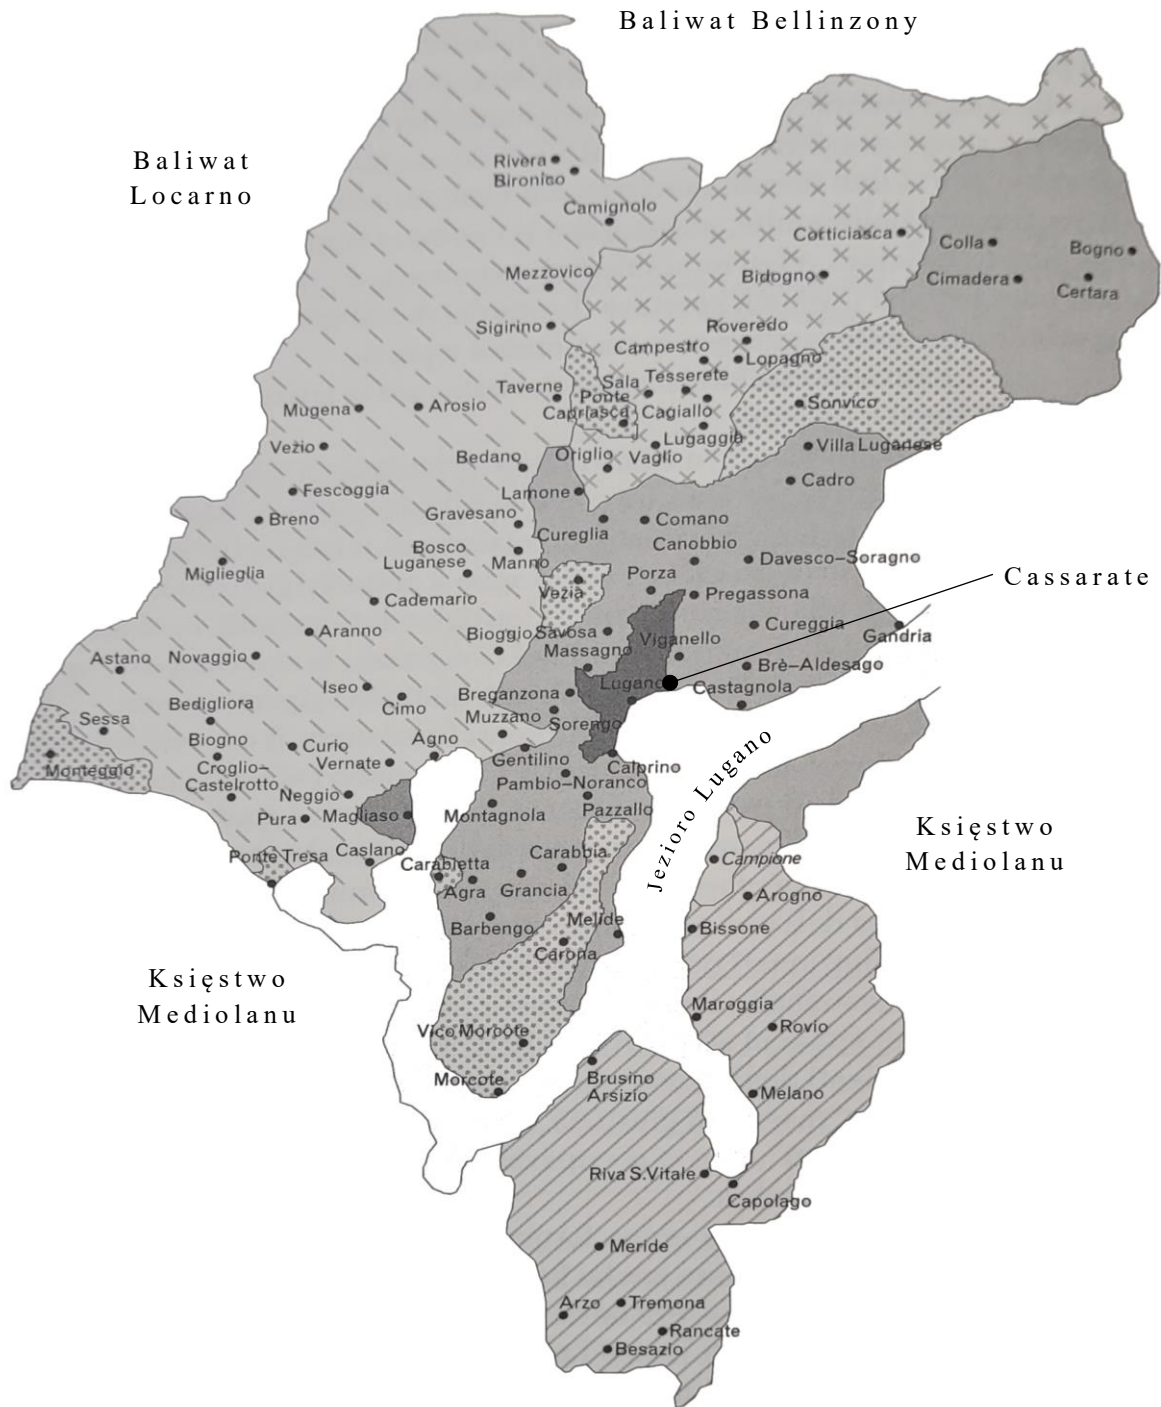 Baliwat Bellinzony
Baliwat
Locarno
Rivera
Bironico
Camignolo
Corticiasca
Colla
Bogno
Mezzovico
Bidogno
Cimadera
Certara
Sigirino
Roveredo
Campestro
Lopagno
Taverne
Sala
Tesserete
Ponte
Capriasca
Cagiallo
Sonvico
Mugena
Arosio
Lugaggia
Vezio
Bedano
Origlio
Vaglio
Villa Luganese
Fescoggia
Lamone
Cadro
Breno
Gravesano
Cureglia
Comano
Bosco
Luganese
Manno
Canobbio
Davesco-Soragno
Miglieglia
Vezia
Porza
Cassarate
Cademario
Pregassona
Aranno
Bioggio
Savosa
Viganello
Cureggia
Gandria
Astano
Novaggio
Massagno
Brè-Aldesago
Iseo
Cimo
Breganzona
Lugano
Castagnola
Sessa
Bedigliora
Muzzano
Sorengo
Biogno
Curio
Agno
Monteggio
Croglio-
Castelrotto
Vernate
Gentilino
Calprino
Pambio-Noranco
Neggio
Magliaso
Montagnola
Pazzallo
Jezioro Lugano
Pura
Księstwo
Mediolanu
Ponte Tresa
Caslano
Carabietta
Carabbia
Campione
Agra
Grancia
Arogno
Barbengo
Melide
Bissone
Carona
Księstwo
Mediolanu
Vico Morcote
Maroggia
Rovio
Morcote
Brusino
Arsizio
Melano
Riva S.Vitale
Capolago
Meride
Arzo
Tremona
Rancate
Besazio